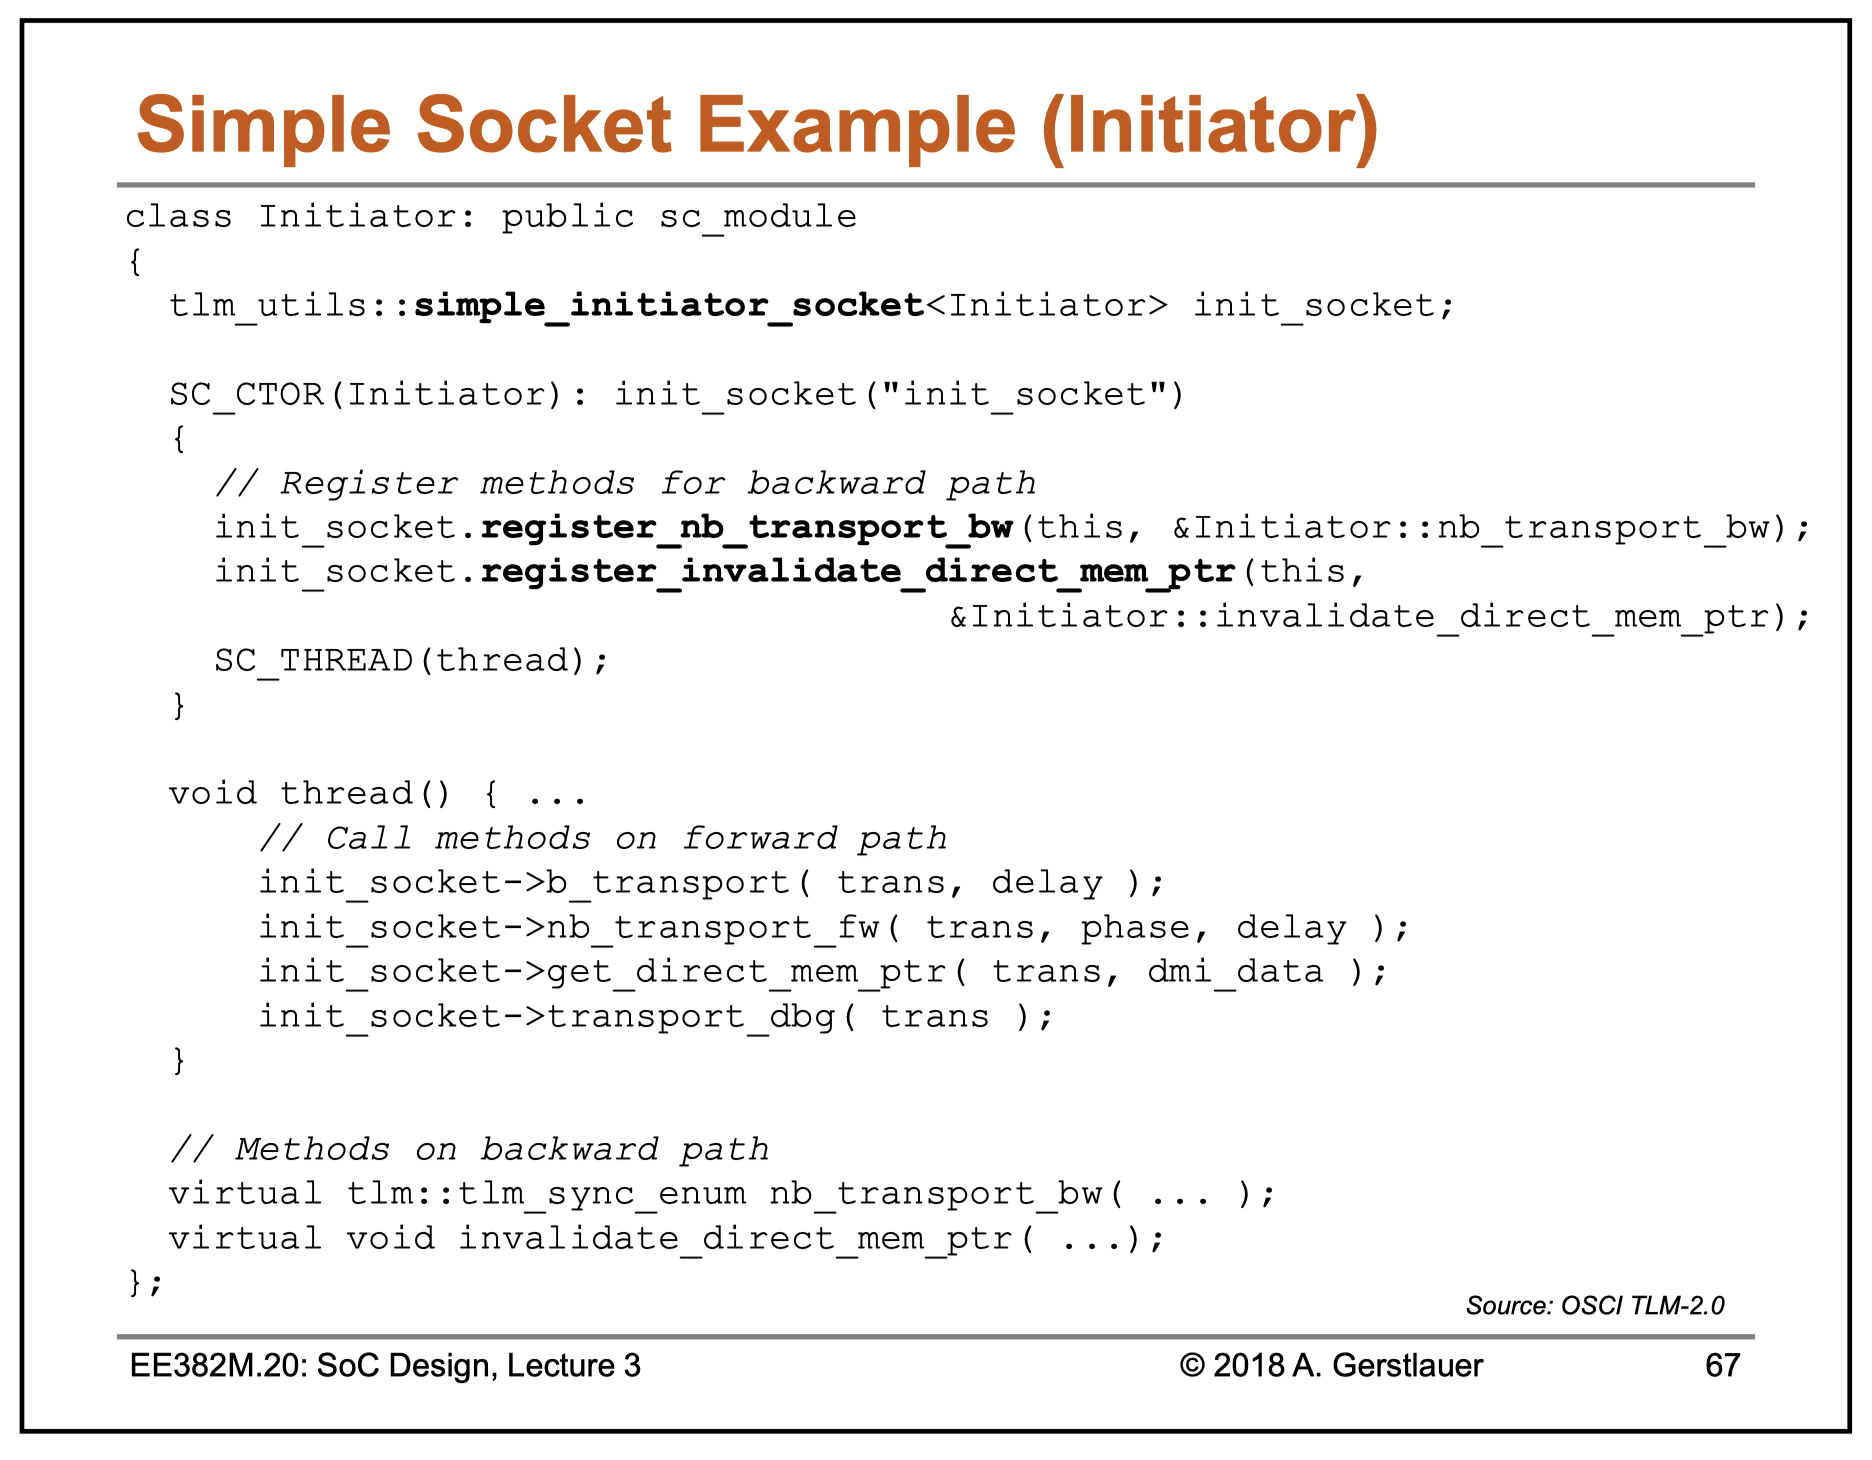 Simple Socket Example (Initiator)
class Initiator: public sc_module
{
tlm_utils::simple_initiator_socket<Initiator> init_socket;
SC_CTOR(Initiator): init_socket("init_socket")
{
// Register methods for backward path
init_socket.register_nb_transport_bw(this, &Initiator::nb_transport_bw);
init_socket.register_invalidate_direct_mem_ptr(this,
&Initiator::invalidate_direct_mem_ptr);
SC_THREAD(thread);
}
void thread() { ...
// Call methods on forward path
init_socket->b_transport( trans, delay );
init_socket->nb_transport_fw( trans, phase, delay );
init_socket->get_direct_mem_ptr( trans, dmi_data );
init_socket->transport_dbg( trans );
}
// Methods on backward path
virtual tlm::tlm_sync_enum nb_transport_bw( ... );
virtual void invalidate_direct_mem_ptr( ...);
};
Source: OSCI TLM-2.0
EE382M.20: SoC Design, Lecture 3 © 2018 A. Gerstlauer 67